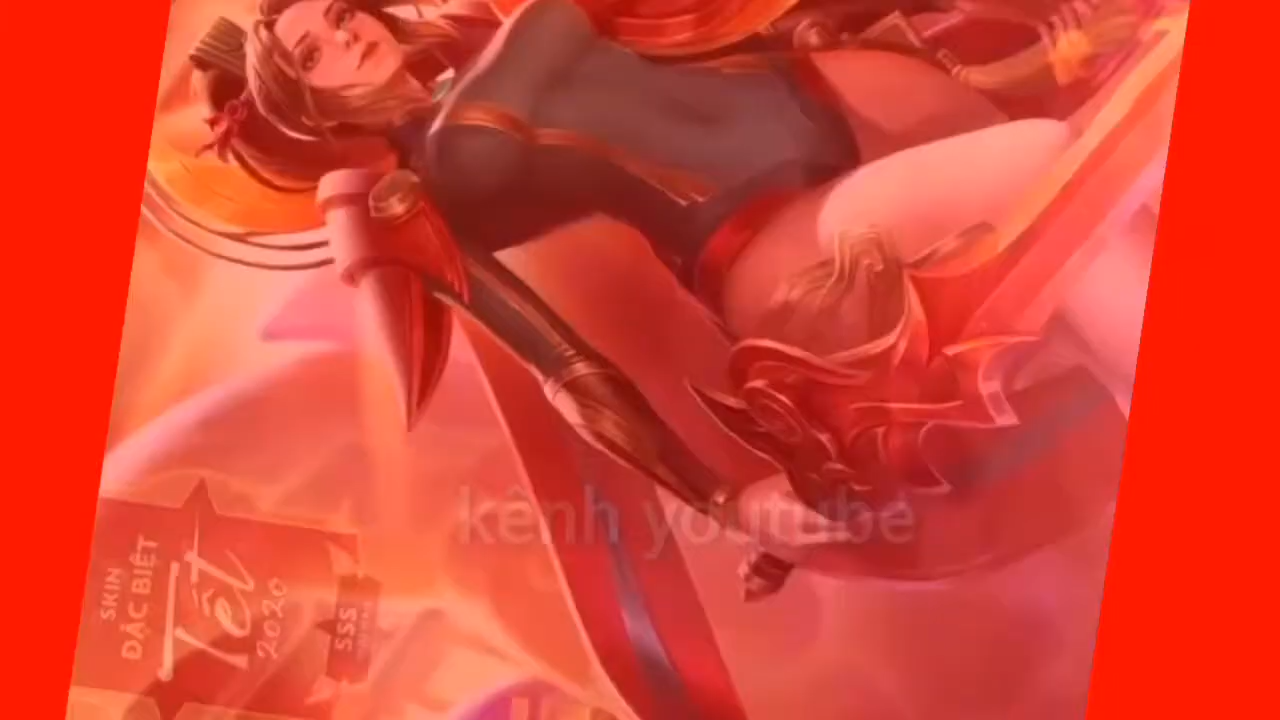 kênh youtube
SKIN
ĐẶC BIỆT
Tết
2020
SSS